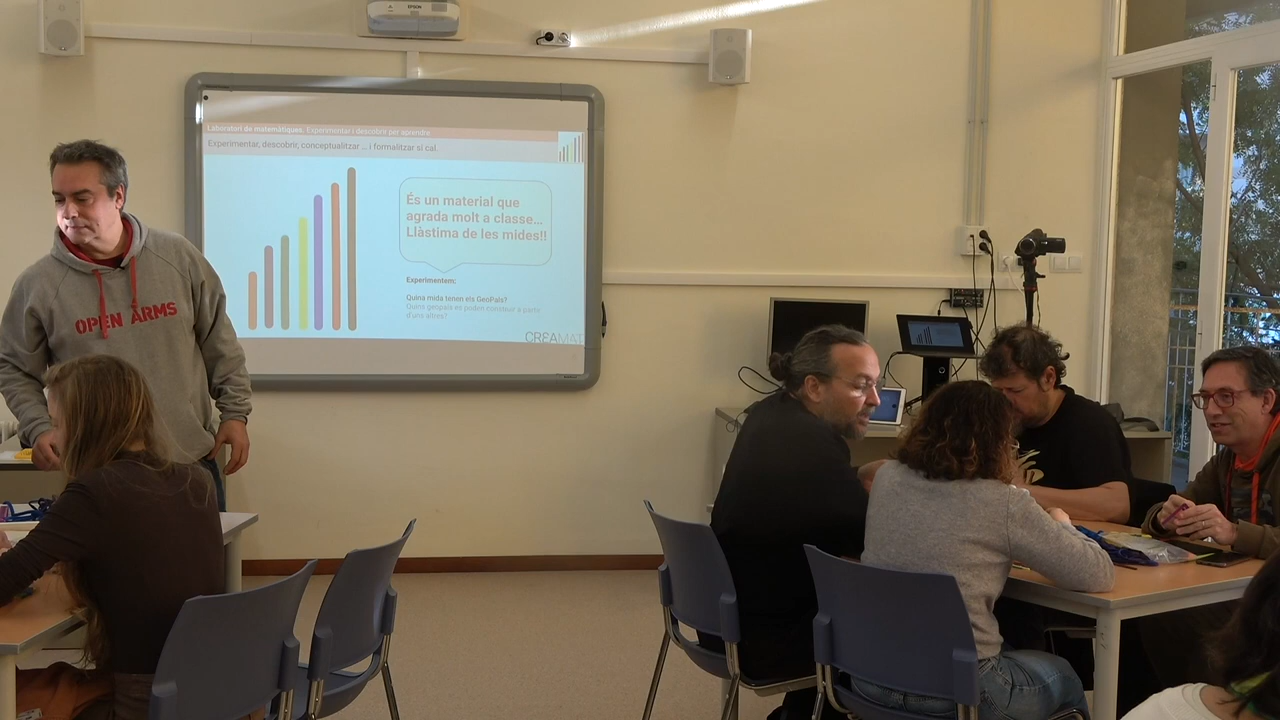 EPSON
Laboratori de matemàtiques. Experimentar i descobrir per aprendre.
Experimentar, descobrir, conceptualitzar ... i formalitzar si cal.
És un material que
agrada molt a classe...
Llàstima de les mides!!
Experimentem:
Quina mida tenen els GeoPals?
Quins geopals es poden construir a partir
d'uns altres?
CREAMAT
OPEN ARMS